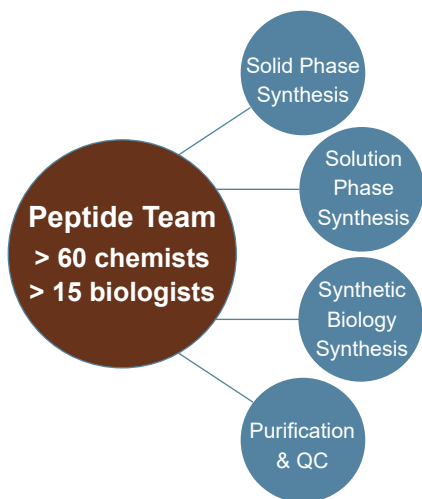 Solid Phase
Synthesis
Solution
Phase
Synthesis
Peptide Team
> 60 chemists
> 15 biologists
Synthetic
Biology
Synthesis
Purification
& QC